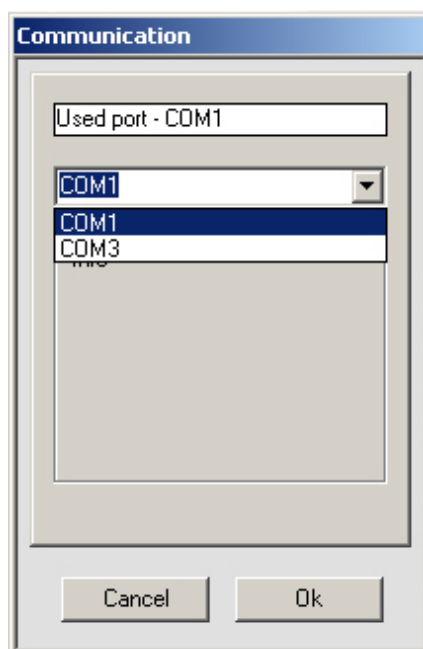 Communication
Used port - COM1
COM1
COM1
COM3
Cancel
Ok